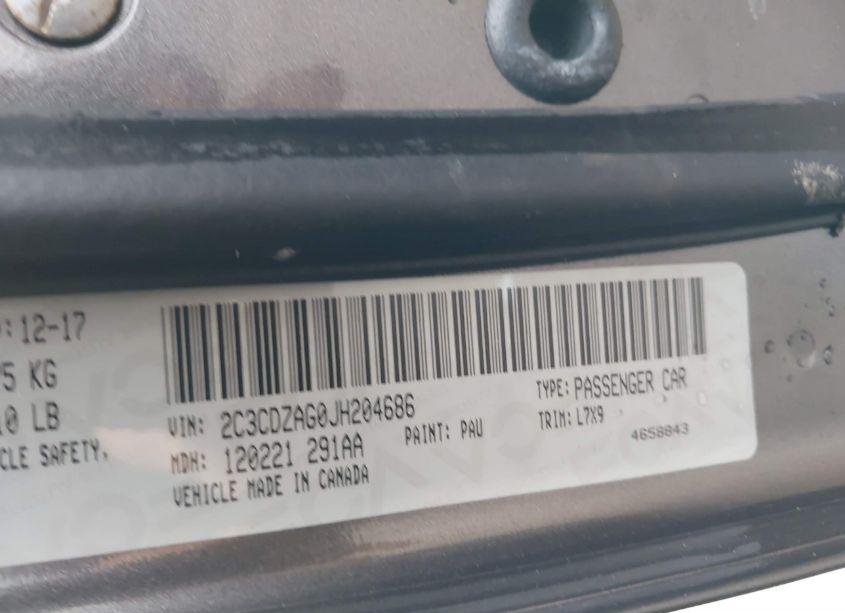 : 12-17
5 KG
10 LB
CLE SAFETY,
VIN: 2C3CDZAG0JH204686
TYPE: PASSENGER CAR
MDH: 120221 291AA
PAINT: PAU
TRIM: L7X9
VEHICLE MADE IN CANADA
4658843